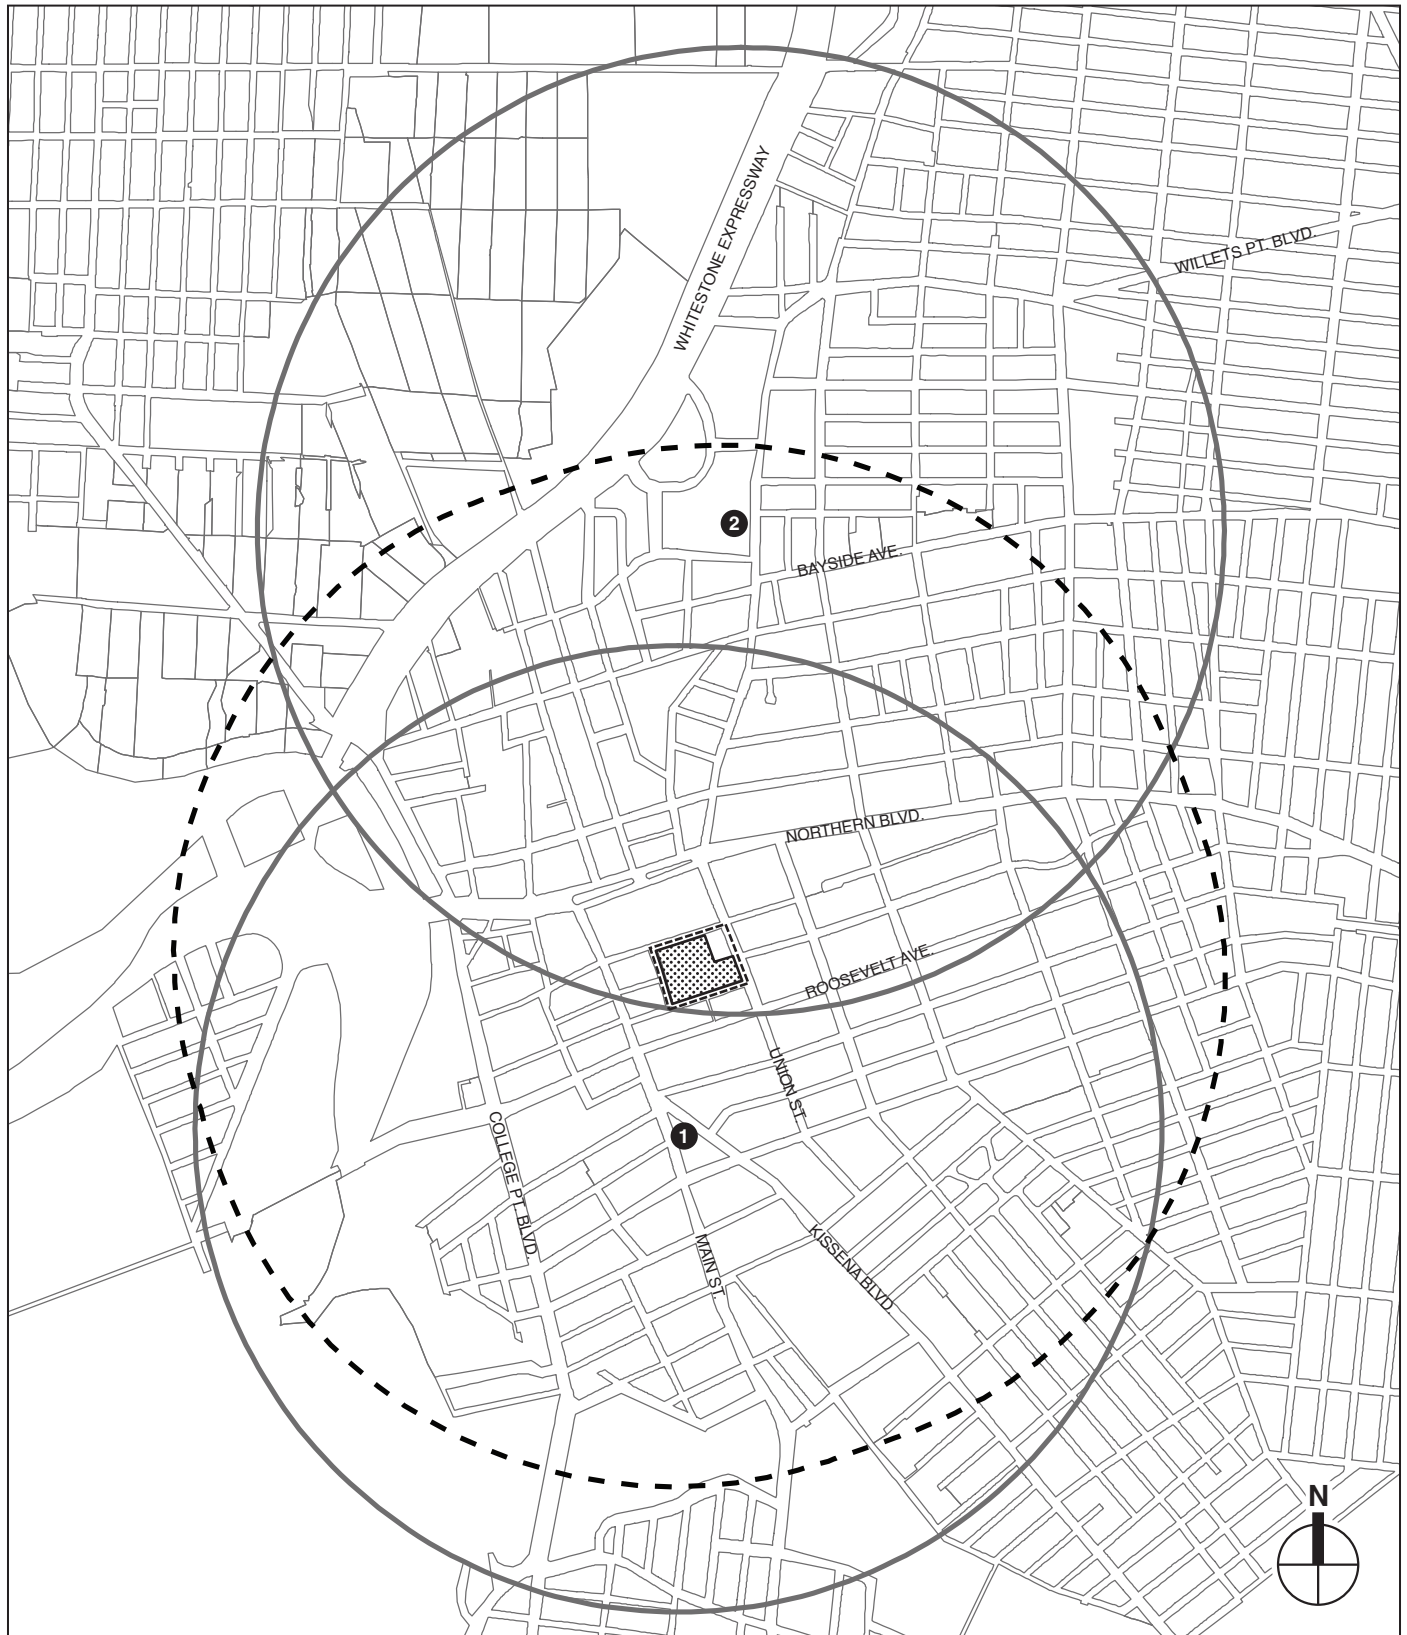 WHITESTONE EXPRESSWAY
WILLETS PT. BLVD.
2
BAYSIDE AVE.
NORTHERN BLVD.
ROOSEVELT AVE.
UNION ST.
1
COLLEGE PT. BLVD.
MAIN ST.
KISSENA BLVD.
N